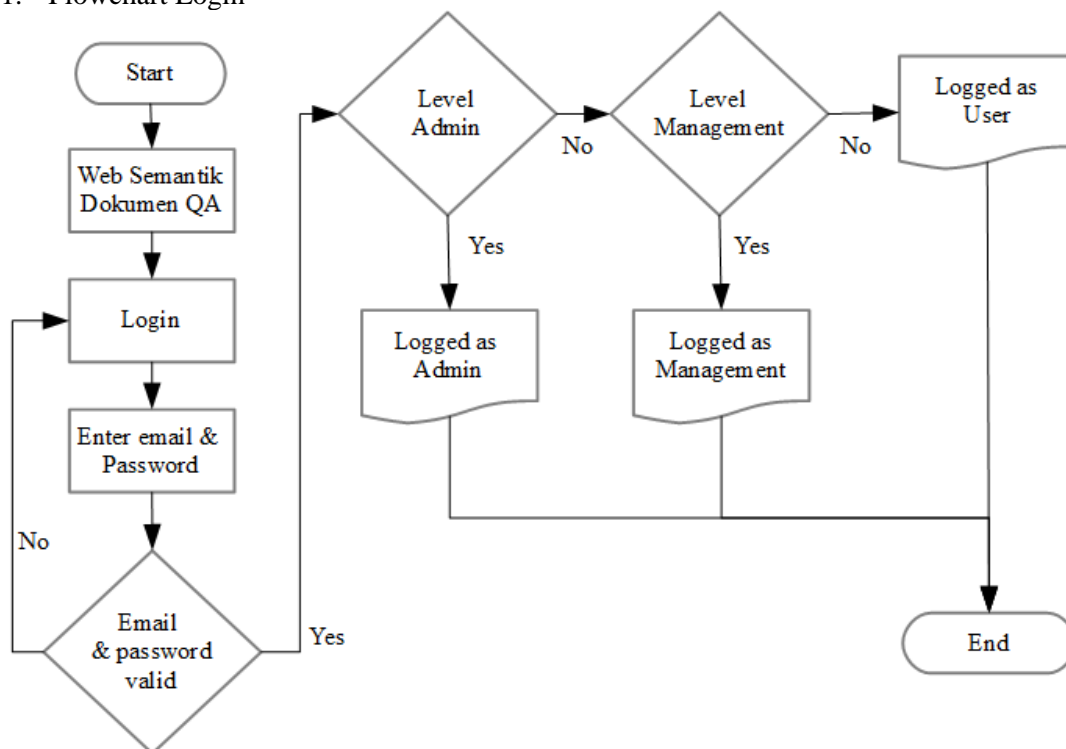 1. Flowchart Login
Start
Web Semantik
Dokumen QA
Login
Enter email &
Password
No
Email
& password
valid
Yes
Level
Admin
No
Yes
Logged as
Admin
Level
Management
No
Yes
Logged as
Management
Logged as
User
End